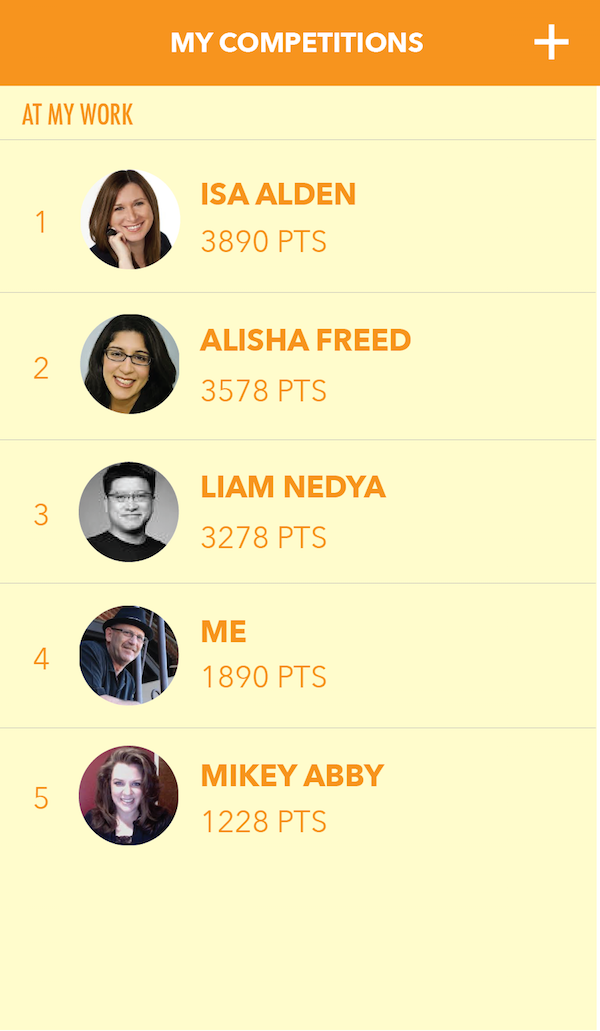 MY COMPETITIONS +
AT MY WORK
1
ISA ALDEN
3890 PTS
2
ALISHA FREED
3578 PTS
3
LIAM NEDYA
3278 PTS
4
ME
1890 PTS
5
MIKEY ABBY
1228 PTS